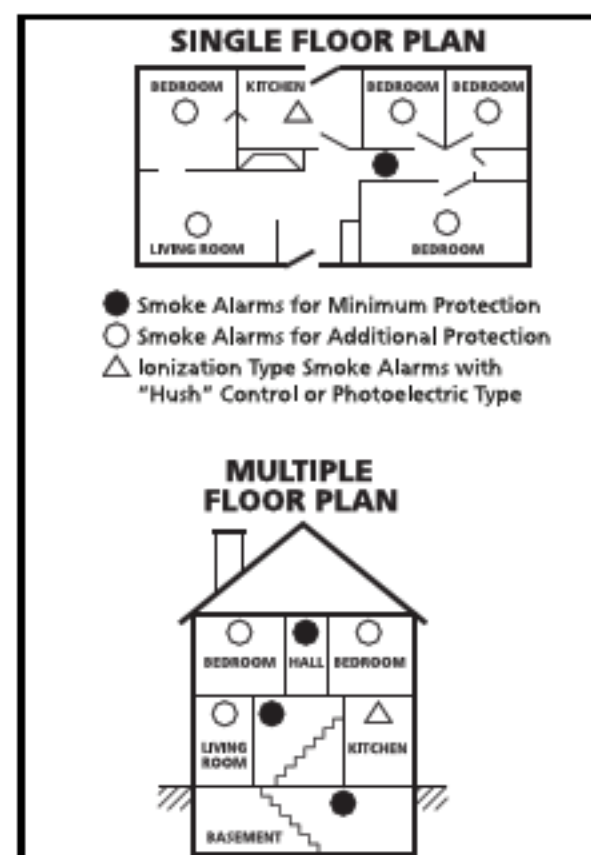 SINGLE FLOOR PLAN
BEDROOM KITCHEN BEDROOM BEDROOM
LIVING ROOM BEDROOM
Smoke Alarms for Minimum Protection
Smoke Alarms for Additional Protection
Ionization Type Smoke Alarms with
"Hush" Control or Photoelectric Type
MULTIPLE
FLOOR PLAN
BEDROOM HALL BEDROOM
LIVING
ROOM
KITCHEN
BASEMENT